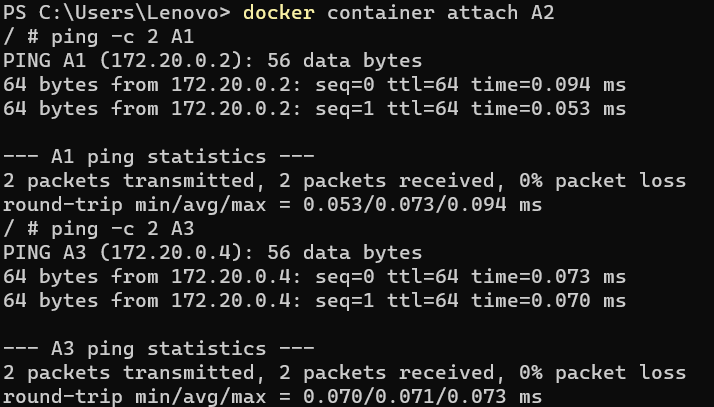 PS C:\Users\Lenovo> docker container attach A2
/ # ping -c 2 A1
PING A1 (172.20.0.2): 56 data bytes
64 bytes from 172.20.0.2: seq=0 ttl=64 time=0.094 ms
64 bytes from 172.20.0.2: seq=1 ttl=64 time=0.053 ms

--- A1 ping statistics ---
2 packets transmitted, 2 packets received, 0% packet loss
round-trip min/avg/max = 0.053/0.073/0.094 ms
/ # ping -c 2 A3
PING A3 (172.20.0.4): 56 data bytes
64 bytes from 172.20.0.4: seq=0 ttl=64 time=0.073 ms
64 bytes from 172.20.0.4: seq=1 ttl=64 time=0.070 ms

--- A3 ping statistics ---
2 packets transmitted, 2 packets received, 0% packet loss
round-trip min/avg/max = 0.070/0.071/0.073 ms